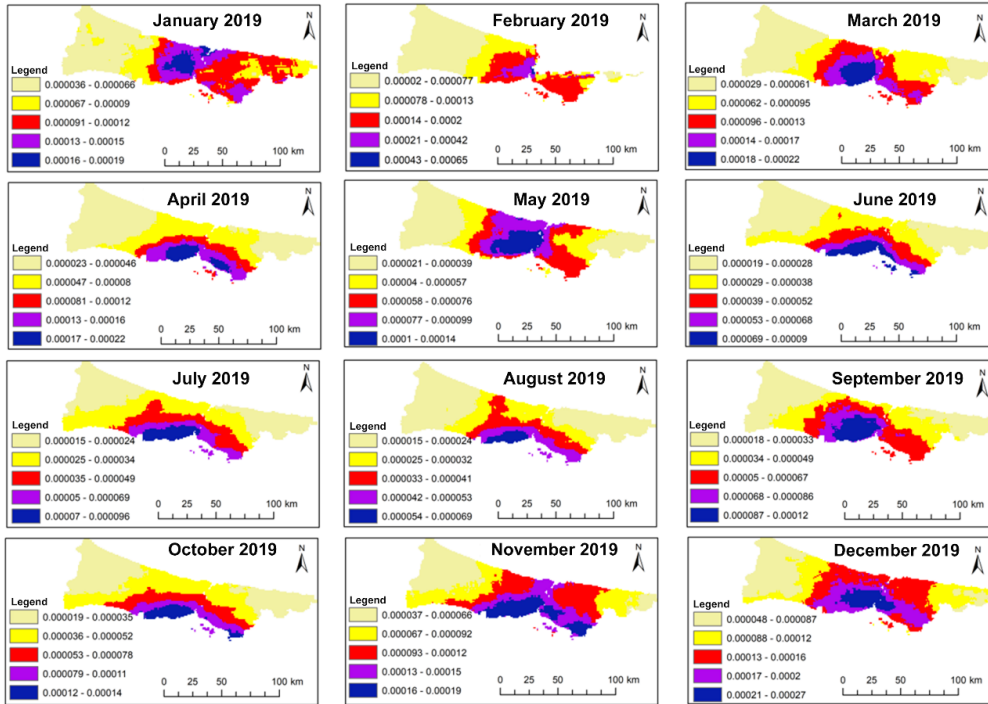 January 2019
N
Legend
0.000036 - 0.000066
0.000067 - 0.00009
0.000091 - 0.00012
0.00013 - 0.00015
0.00016 - 0.00019
0 25 50 100 km
February 2019
N
Legend
0.00002 - 0.000077
0.000078 - 0.00013
0.00014 - 0.0002
0.00021 - 0.00042
0.00043 - 0.00065
0 25 50 100 km
March 2019
N
Legend
0.000029 - 0.000061
0.000062 - 0.000095
0.000096 - 0.00013
0.00014 - 0.00017
0.00018 - 0.00022
0 25 50 100 km
April 2019
N
Legend
0.000023 - 0.000046
0.000047 - 0.00008
0.000081 - 0.00012
0.00013 - 0.00016
0.00017 - 0.00022
0 25 50 100 km
May 2019
N
Legend
0.000021 - 0.000039
0.00004 - 0.000057
0.000058 - 0.000076
0.000077 - 0.000099
0.0001 - 0.00014
0 25 50 100 km
June 2019
N
Legend
0.000019 - 0.000028
0.000029 - 0.000038
0.000039 - 0.000052
0.000053 - 0.000068
0.000069 - 0.00009
0 25 50 100 km
July 2019
N
Legend
0.000015 - 0.000024
0.000025 - 0.000034
0.000035 - 0.000049
0.00005 - 0.000069
0.00007 - 0.000096
0 25 50 100 km
August 2019
N
Legend
0.000015 - 0.000024
0.000025 - 0.000032
0.000033 - 0.000041
0.000042 - 0.000053
0.000054 - 0.000069
0 25 50 100 km
September 2019
N
Legend
0.000018 - 0.000033
0.000034 - 0.000049
0.00005 - 0.000067
0.000068 - 0.000086
0.000087 - 0.00012
0 25 50 100 km
October 2019
N
Legend
0.000019 - 0.000035
0.000036 - 0.000052
0.000053 - 0.000078
0.000079 - 0.00011
0.00012 - 0.00014
0 25 50 100 km
November 2019
N
Legend
0.000037 - 0.000066
0.000067 - 0.000092
0.000093 - 0.00012
0.00013 - 0.00015
0.00016 - 0.00019
0 25 50 100 km
December 2019
N
Legend
0.000048 - 0.000087
0.000088 - 0.00012
0.00013 - 0.00016
0.00017 - 0.0002
0.00021 - 0.00027
0 25 50 100 km